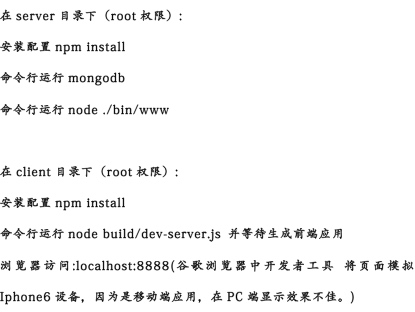 在 server 目录下（root 权限）:
安装配置 npm install
命令行运行 mongodb
命令行运行 node ./bin/www
在 client 目录下（root 权限）:
安装配置 npm install
命令行运行 node build/dev-server.js 并等待生成前端应用
浏览器访问:localhost:8888(谷歌浏览器中开发者工具 将页面模拟
Iphone6 设备，因为是移动端应用，在 PC 端显示效果不佳。)